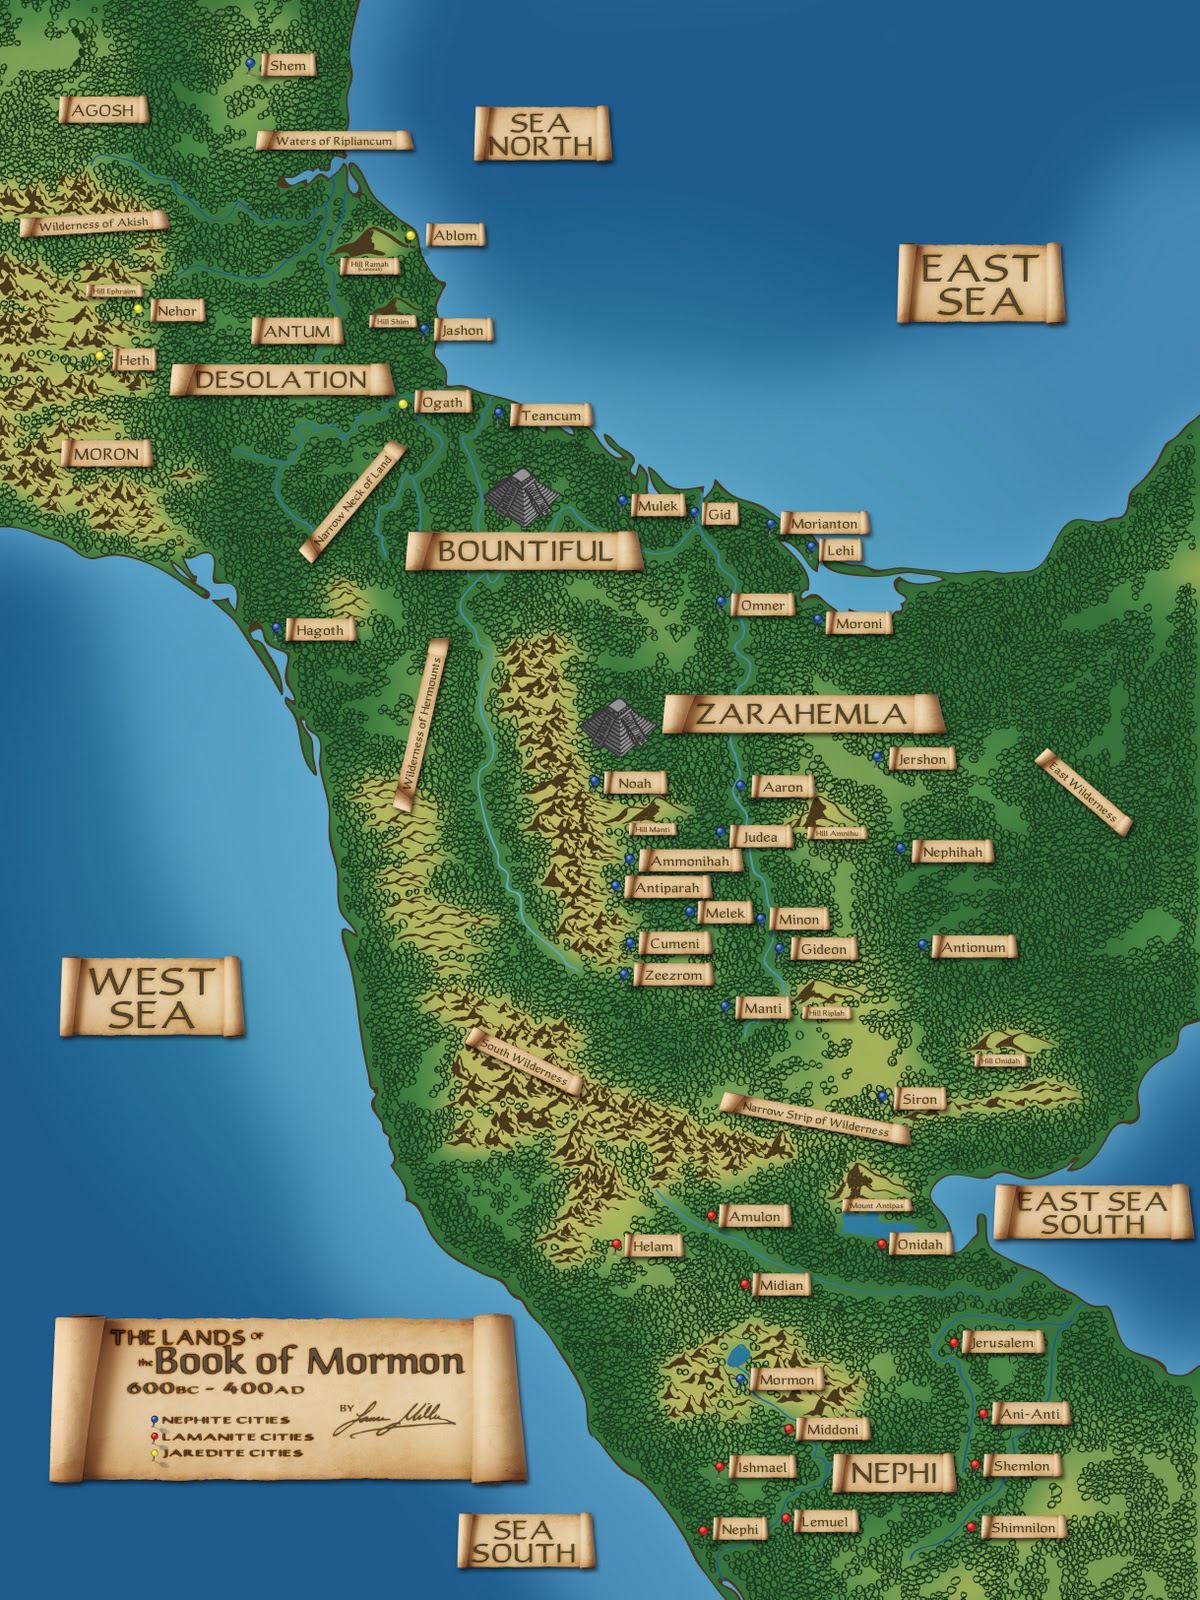 Shem
AGOSH
SEA
NORTH
Waters of Ripliancum
Wilderness of Akish
Ablom
Hill Ramah
(Cumorah)
EAST
SEA
Hill Ephraim
Nehor
Hill Shim
ANTUM
Jashon
Heth
DESOLATION
Ogath
Teancum
MORON
Narrow Neck of Land
Mulek
Gid
Morianton
Lehi
BOUNTIFUL
Omner
Moroni
Hagoth
Wilderness of Hermounts
ZARAHEMLA
Jershon
East Wilderness
Noah
Aaron
Hill Manti
Judea
Hill Amnihu
Nephihah
Ammonihah
Antiparah
Melek
Minon
Cumeni
Gideon
Antionum
Zeezrom
WEST
SEA
Manti
Hill Riplah
South Wilderness
Hill Onidah
Siron
Narrow Strip of Wilderness
Mount Antipas
EAST SEA
SOUTH
Amulon
Helam
Onidah
Midian
Jerusalem
THE LANDS OF
the Book of Mormon
600BC - 400AD
BY Lane Miller
NEPHITE CITIES
LAMANITE CITIES
JAREDITE CITIES
Mormon
Ani-Anti
Middoni
Ishmael
NEPHI
Shemlon
Nephi
Lemuel
Shimnilon
SEA
SOUTH